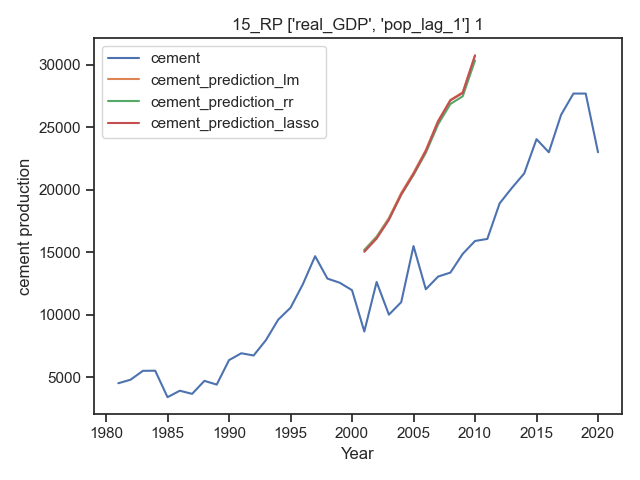 15_RP ['real_GDP', 'pop_lag_1'] 1
cement
cement_prediction_lm
cement_prediction_rr
cement_prediction_lasso
cement production
30000
25000
20000
15000
10000
5000
1980 1985 1990 1995 2000 2005 2010 2015 2020
Year